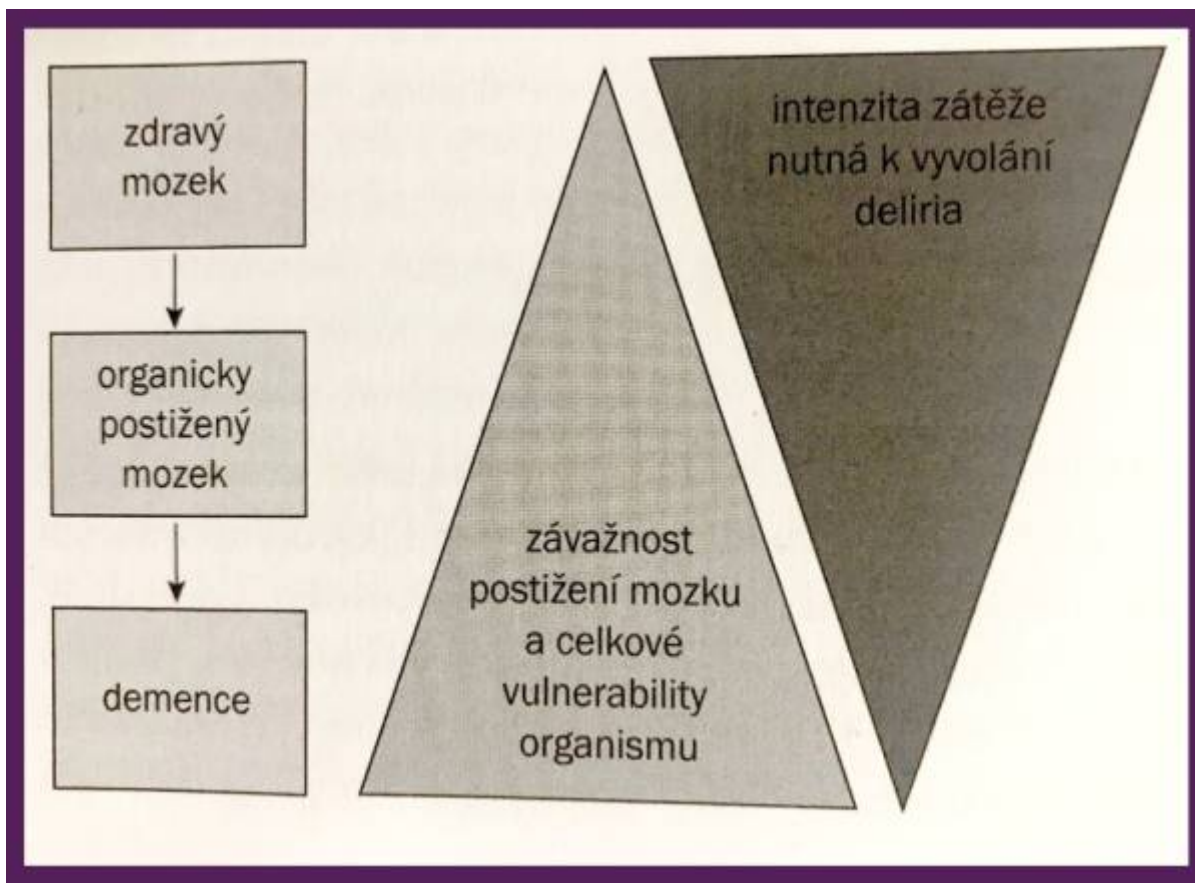 zdravý
mozek
organicky
postižený
mozek
demence
závažnost
postižení mozku
a celkové
vulnerability
organismu
intenzita zátěže
nutná k vyvolání
deliria